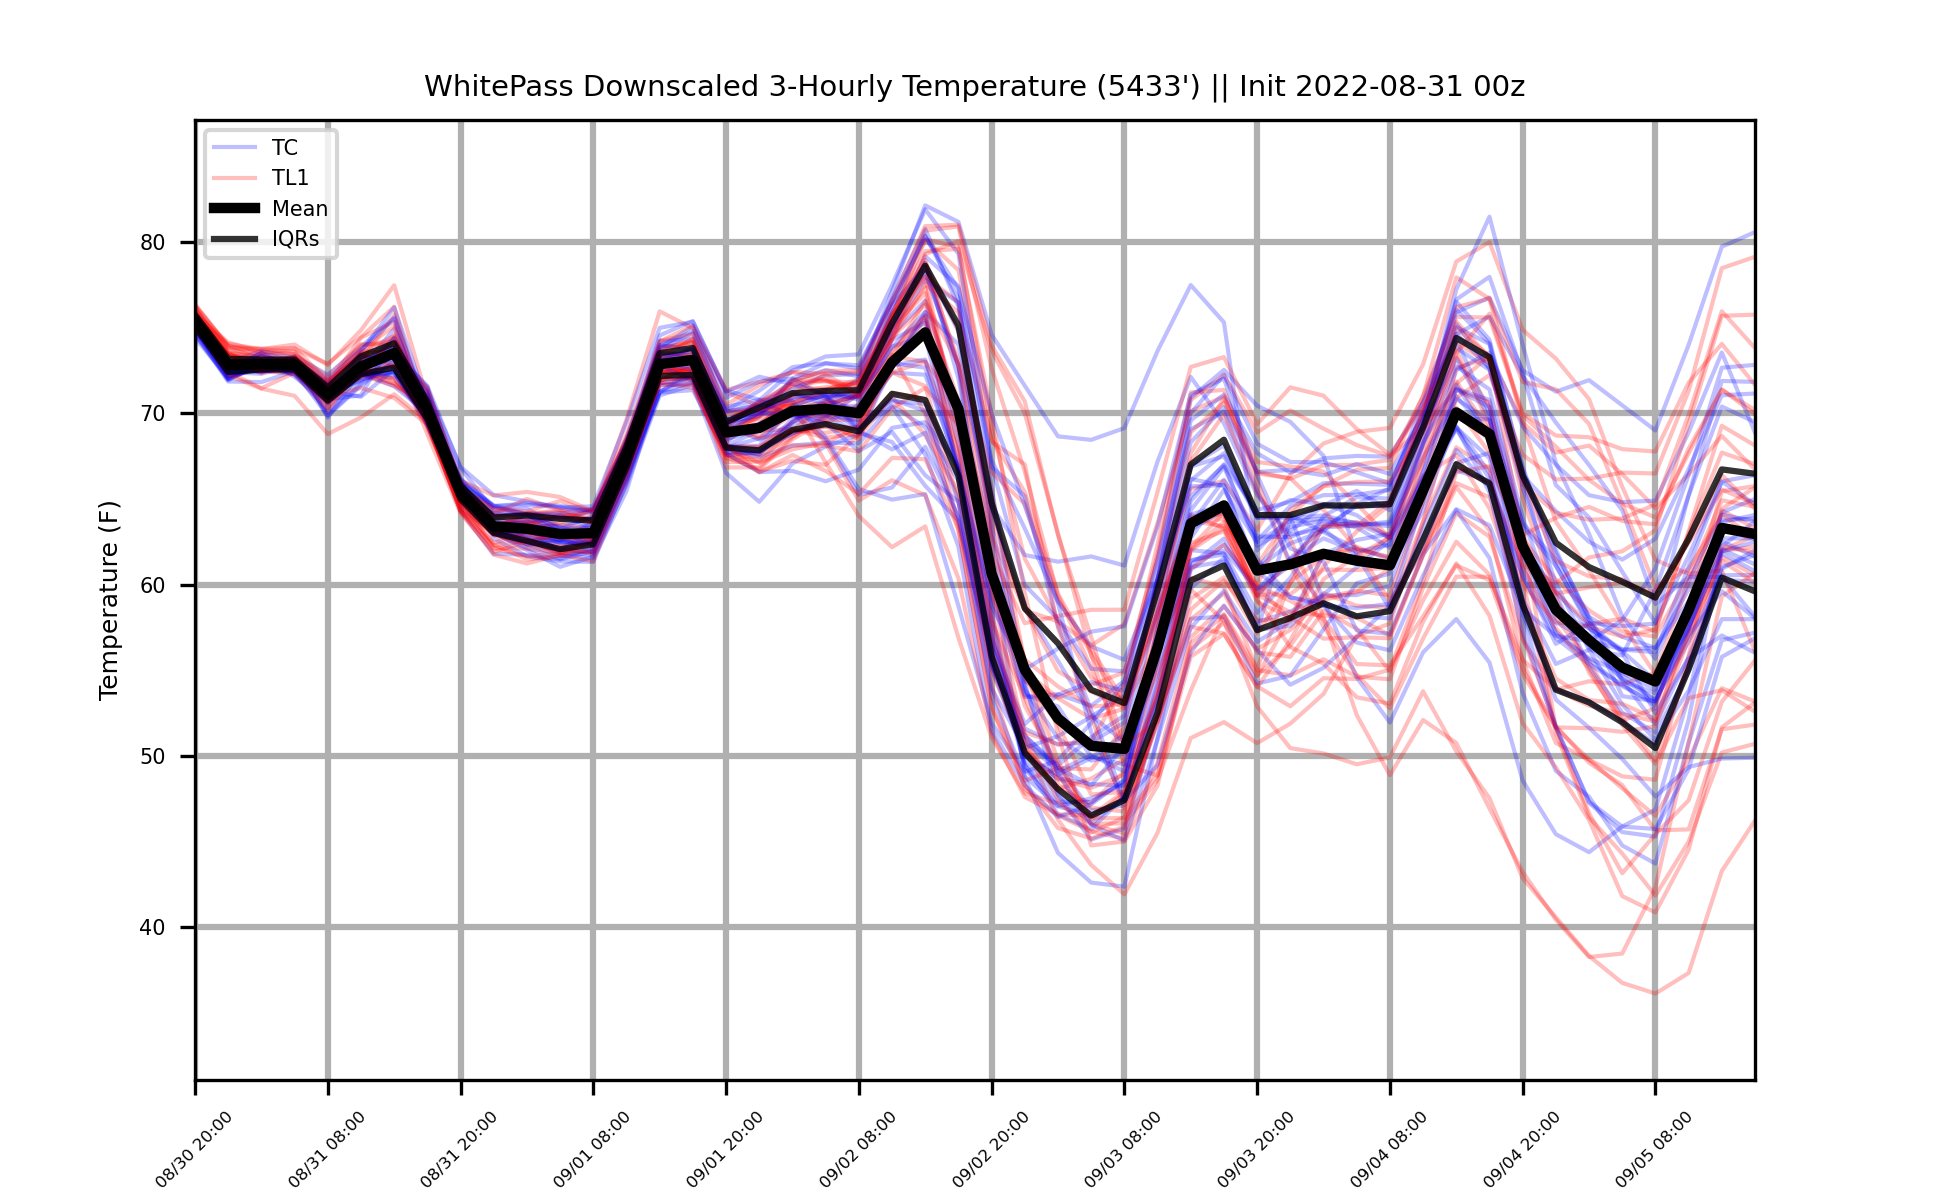 WhitePass Downscaled 3-Hourly Temperature (5433') || Init 2022-08-31 00z
TC
TL1
Mean
IQRs
Temperature (F)
80
70
60
50
40
08/30 20:00
08/31 08:00
08/31 20:00
09/01 08:00
09/01 20:00
09/02 08:00
09/02 20:00
09/03 08:00
09/03 20:00
09/04 08:00
09/04 20:00
09/05 08:00